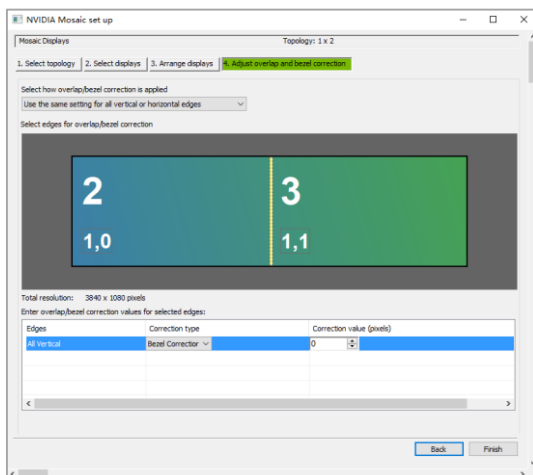 NVIDIA Mosaic set up
Mosaic Displays Topology: 1 x 2
1. Select topology 2. Select displays 3. Arrange displays 4. Adjust overlap and bezel correction
Select how overlap/bezel correction is applied
Use the same setting for all vertical or horizontal edges
Select edges for overlap/bezel correction
2 3
1,0 1,1
Total resolution: 3840 x 1080 pixels
Enter overlap/bezel correction values for selected edges:
Edges Correction type Correction value (pixels)
All Vertical Bezel Correction 0
Back Finish